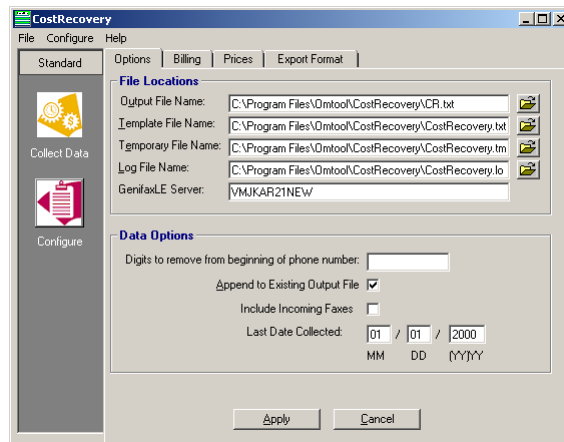 CostRecovery
File Configure Help
Standard
Options Billing Prices Export Format
File Locations
Output File Name: C:\Program Files\Omtool\CostRecovery\CR.txt
Template File Name: C:\Program Files\Omtool\CostRecovery\CostRecovery.txt
Temporary File Name: C:\Program Files\Omtool\CostRecovery\CostRecovery.tm
Log File Name: C:\Program Files\Omtool\CostRecovery\CostRecovery.lo
GenifaxLE Server: VMJKAR21NEW
Collect Data
Configure
Data Options
Digits to remove from beginning of phone number:
Append to Existing Output File
Include Incoming Faxes
Last Date Collected: 01 / 01 / 2000
MM DD (YY)YY
Apply Cancel